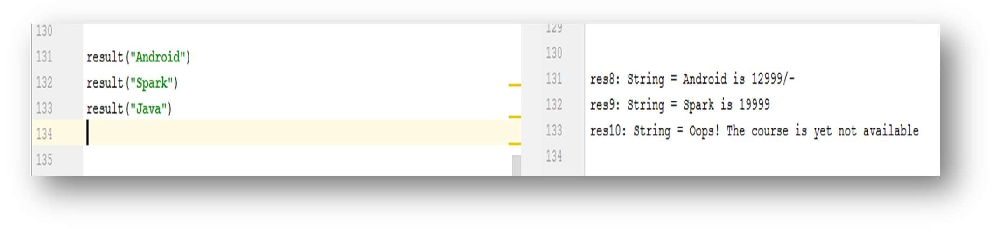 130
131 result("Android")
132 result("Spark")
133 result("Java")
134
135
129
130
131 res8: String = Android is 12999/-
132 res9: String = Spark is 19999
133 res10: String = Oops! The course is yet not available
134